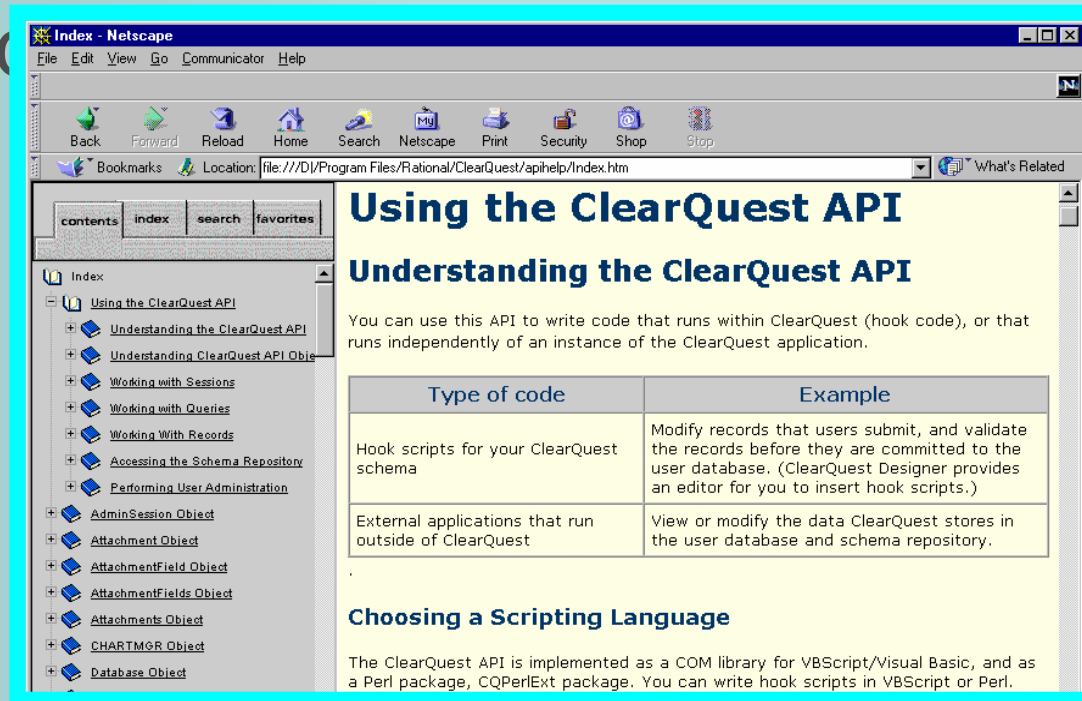 Index - Netscape
File Edit View Go Communicator Help
N
Back Forward Reload Home Search Netscape Print Security Shop Stop
Bookmarks Location: file:///D|/Program Files/Rational/ClearQuest/apihelp/Index.htm What's Related
contents index search favorites
Index
Using the ClearQuest API
Understanding the ClearQuest API
Understanding ClearQuest API Obje
Working with Sessions
Working with Queries
Working With Records
Accessing the Schema Repository
Performing User Administration
AdminSession Object
Attachment Object
AttachmentField Object
AttachmentFields Object
Attachments Object
CHARTMGR Object
Database Object
Using the ClearQuest API
Understanding the ClearQuest API
You can use this API to write code that runs within ClearQuest (hook code), or that
runs independently of an instance of the ClearQuest application.
Type of code Example
Hook scripts for your ClearQuest
schema
Modify records that users submit, and validate
the records before they are committed to the
user database. (ClearQuest Designer provides
an editor for you to insert hook scripts.)
External applications that run
outside of ClearQuest
View or modify the data ClearQuest stores in
the user database and schema repository.
.
Choosing a Scripting Language
The ClearQuest API is implemented as a COM library for VBScript/Visual Basic, and as
a Perl package, CQPerlExt package. You can write hook scripts in VBScript or Perl.